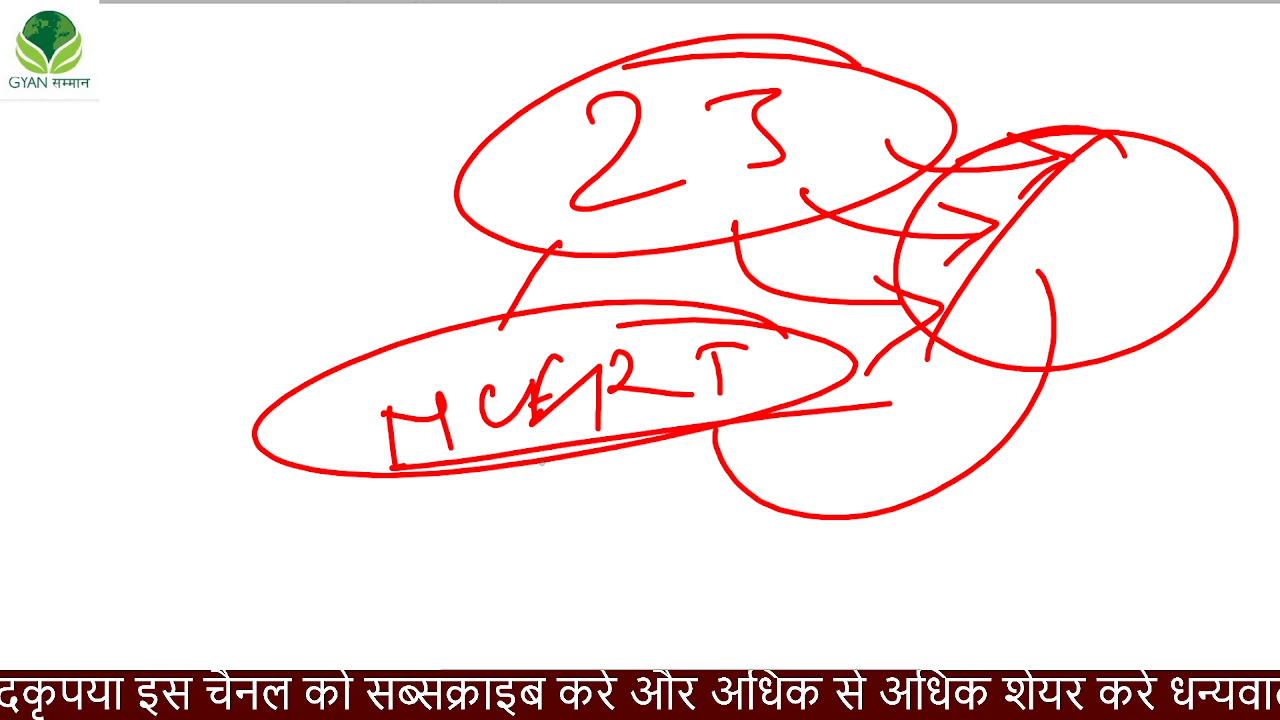 GYAN सम्मान
23
NCERT
दकृपया इस चैनल को सब्सक्राइब करे और अधिक से अधिक शेयर करे धन्यवा